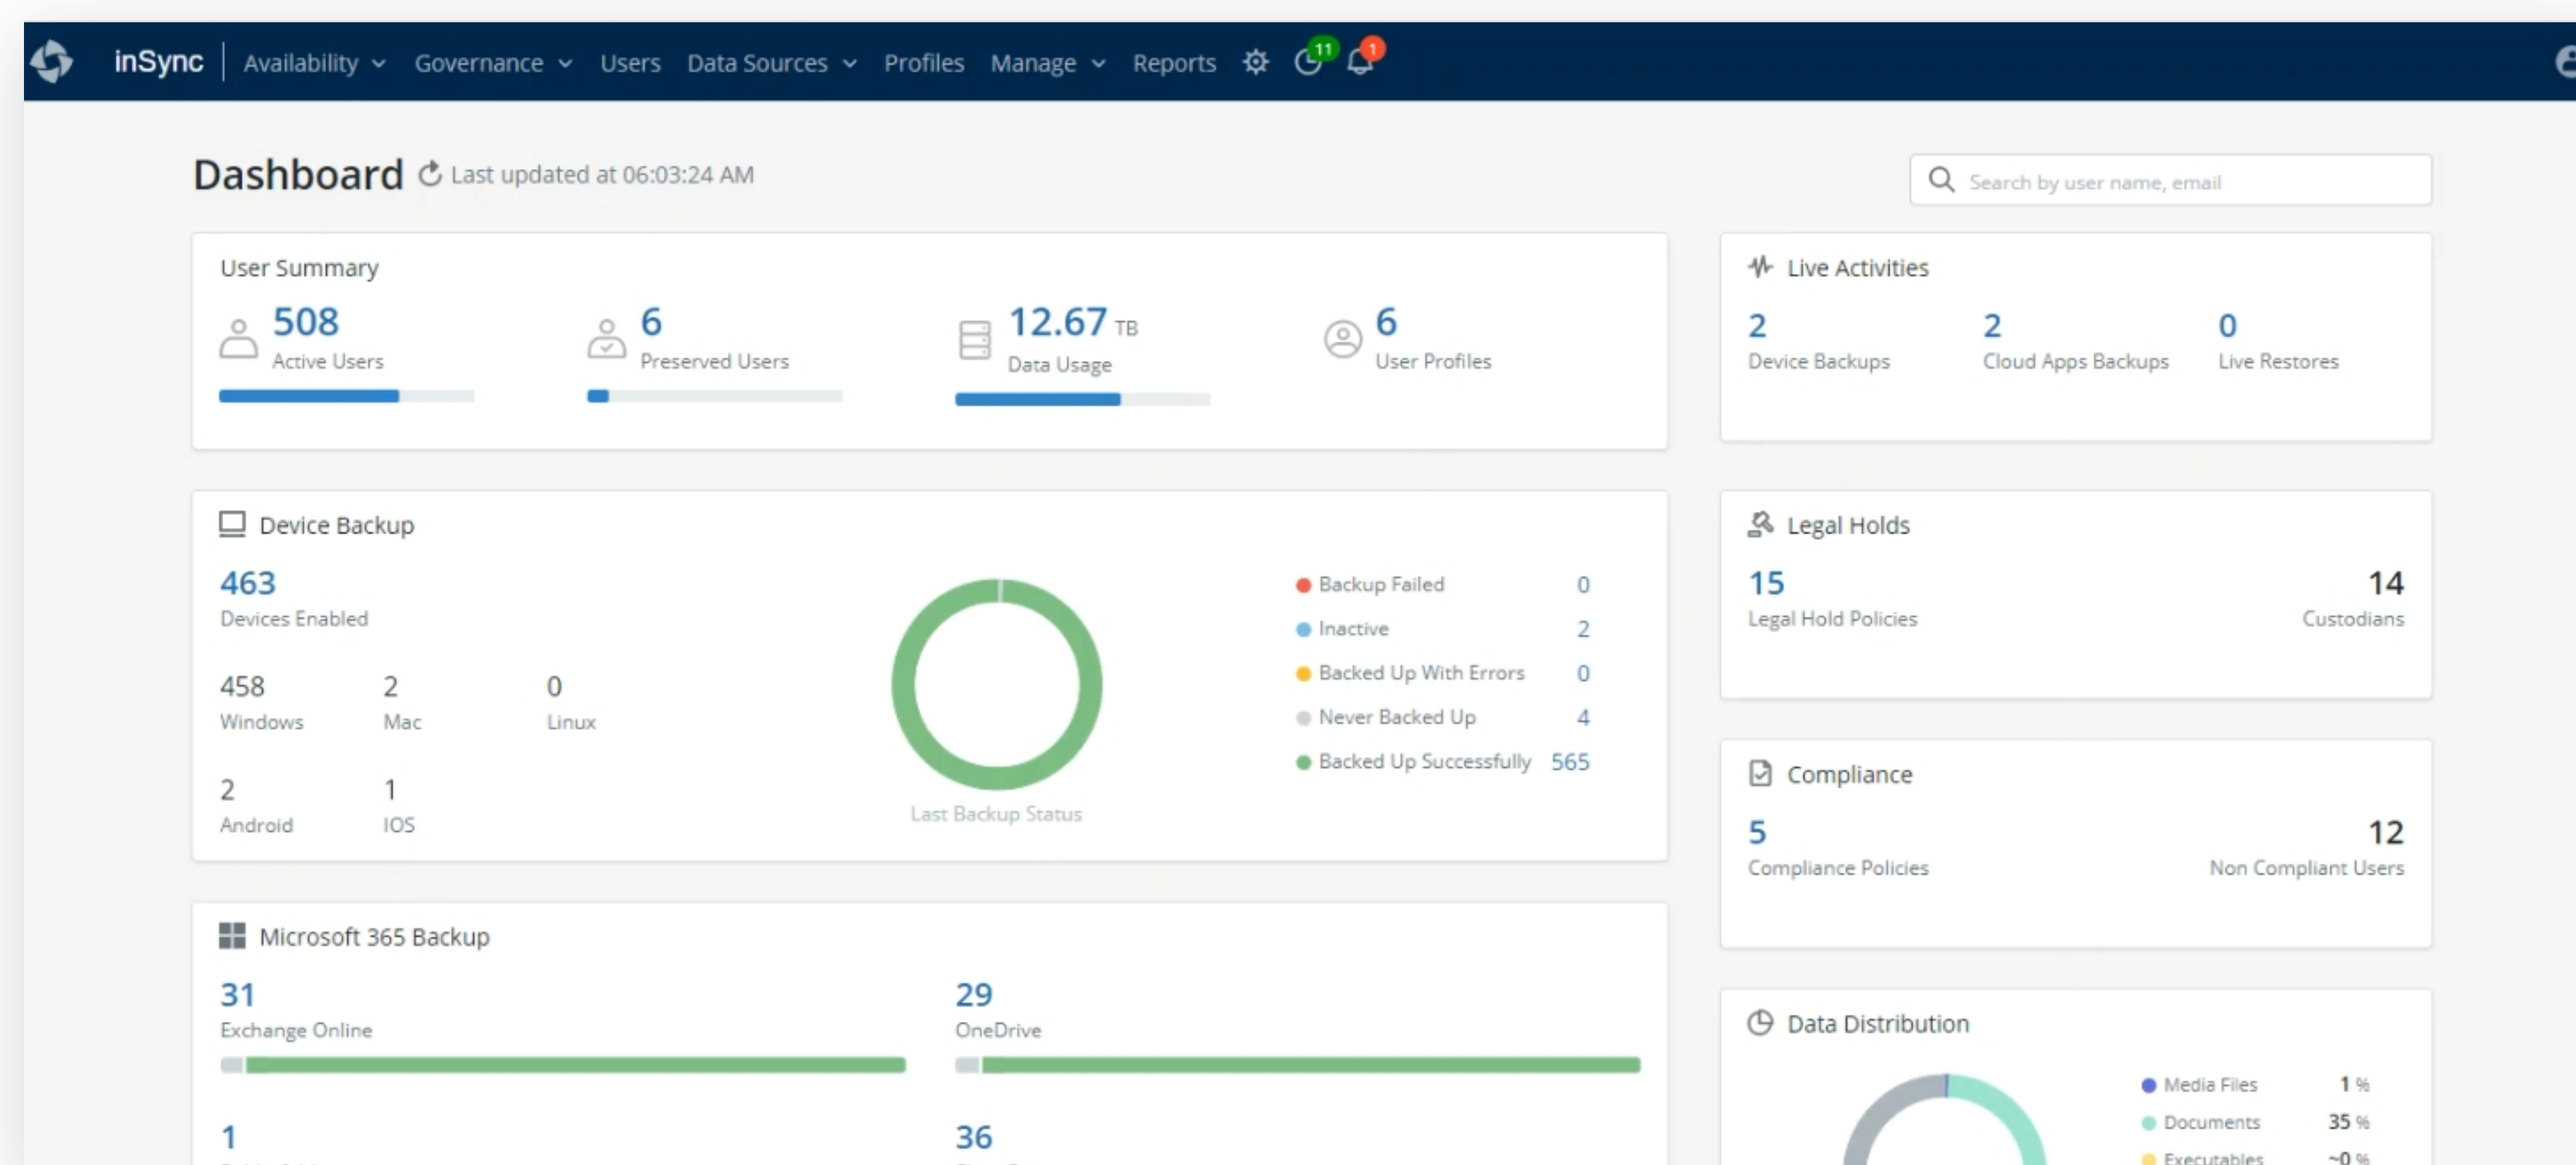 inSync Availability Governance Users Data Sources Profiles Manage Reports 11 1
Dashboard Last updated at 06:03:24 AM
Search by user name, email
User Summary
508
Active Users
6
Preserved Users
12.67 TB
Data Usage
6
User Profiles
Live Activities
2
Device Backups
2
Cloud Apps Backups
0
Live Restores
Device Backup
463
Devices Enabled
458
Windows
2
Mac
0
Linux
2
Android
1
IOS
Last Backup Status
Backup Failed 0
Inactive 2
Backed Up With Errors 0
Never Backed Up 4
Backed Up Successfully 565
Legal Holds
15
Legal Hold Policies
14
Custodians
Compliance
5
Compliance Policies
12
Non Compliant Users
Microsoft 365 Backup
31
Exchange Online
29
OneDrive
1
36
Data Distribution
Media Files 1 %
Documents 35 %
Executables ~0 %